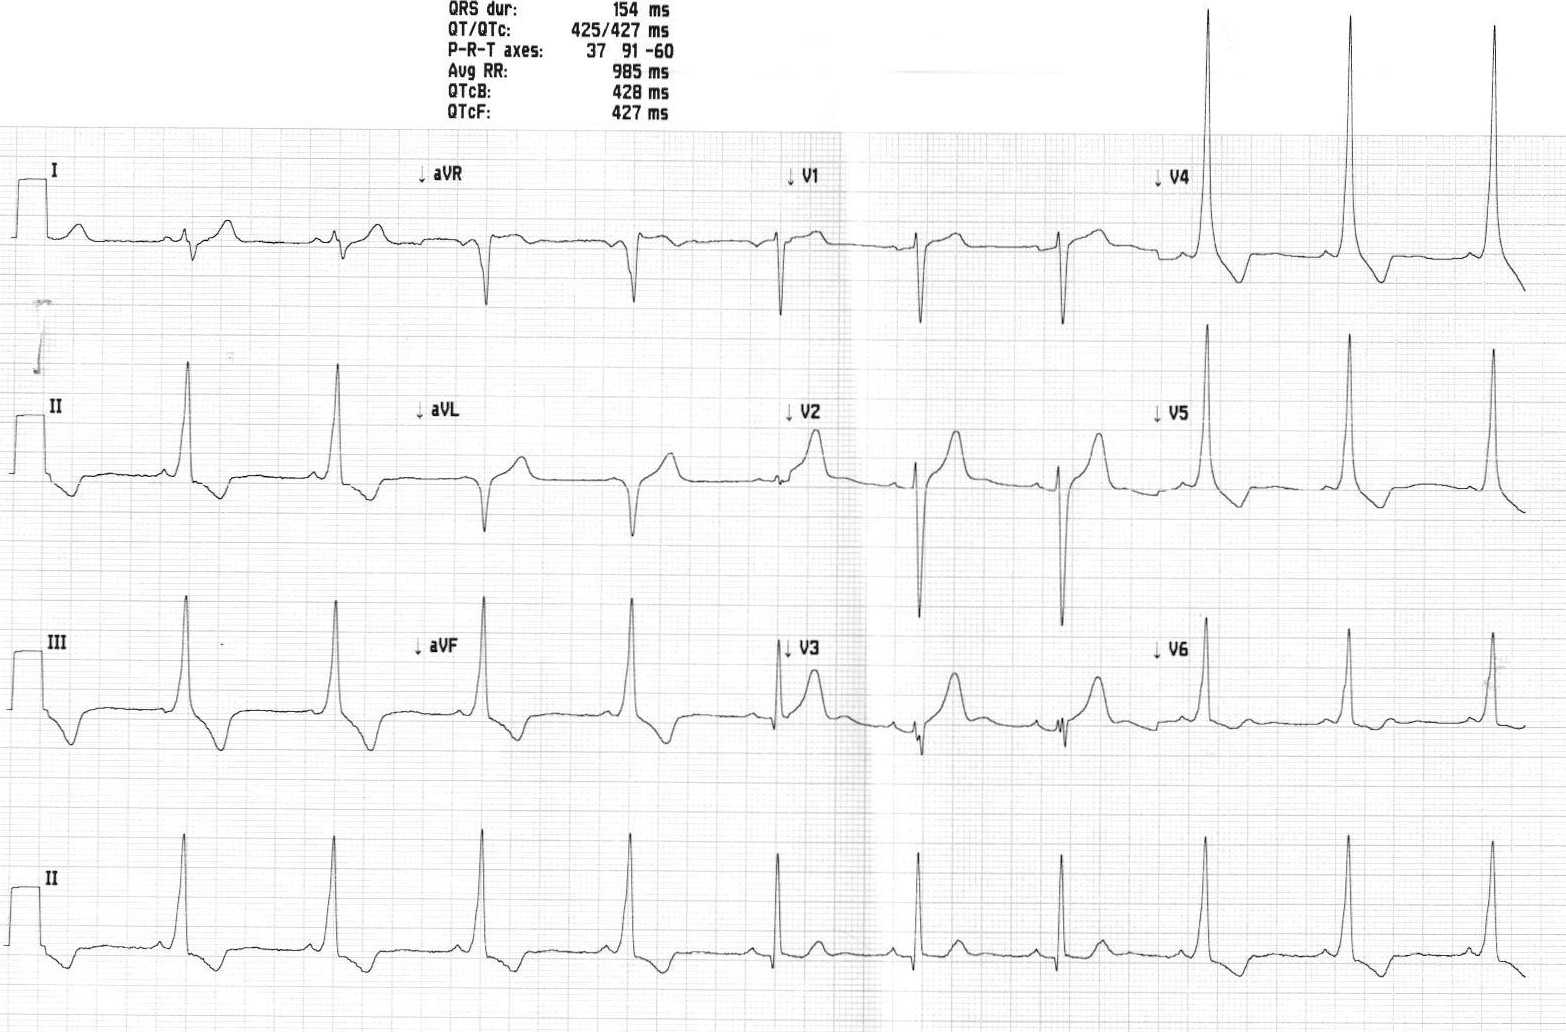 QRS dur: 154 ms
QT/QTc: 425/427 ms
P-R-T axes: 37 91 -60
Avg RR: 985 ms
QTcB: 428 ms
QTcF: 427 ms
I ↓ aVR ↓ V1 ↓ V4
II ↓ aVL ↓ V2 ↓ V5
III ↓ aVF ↓ V3 ↓ V6
II